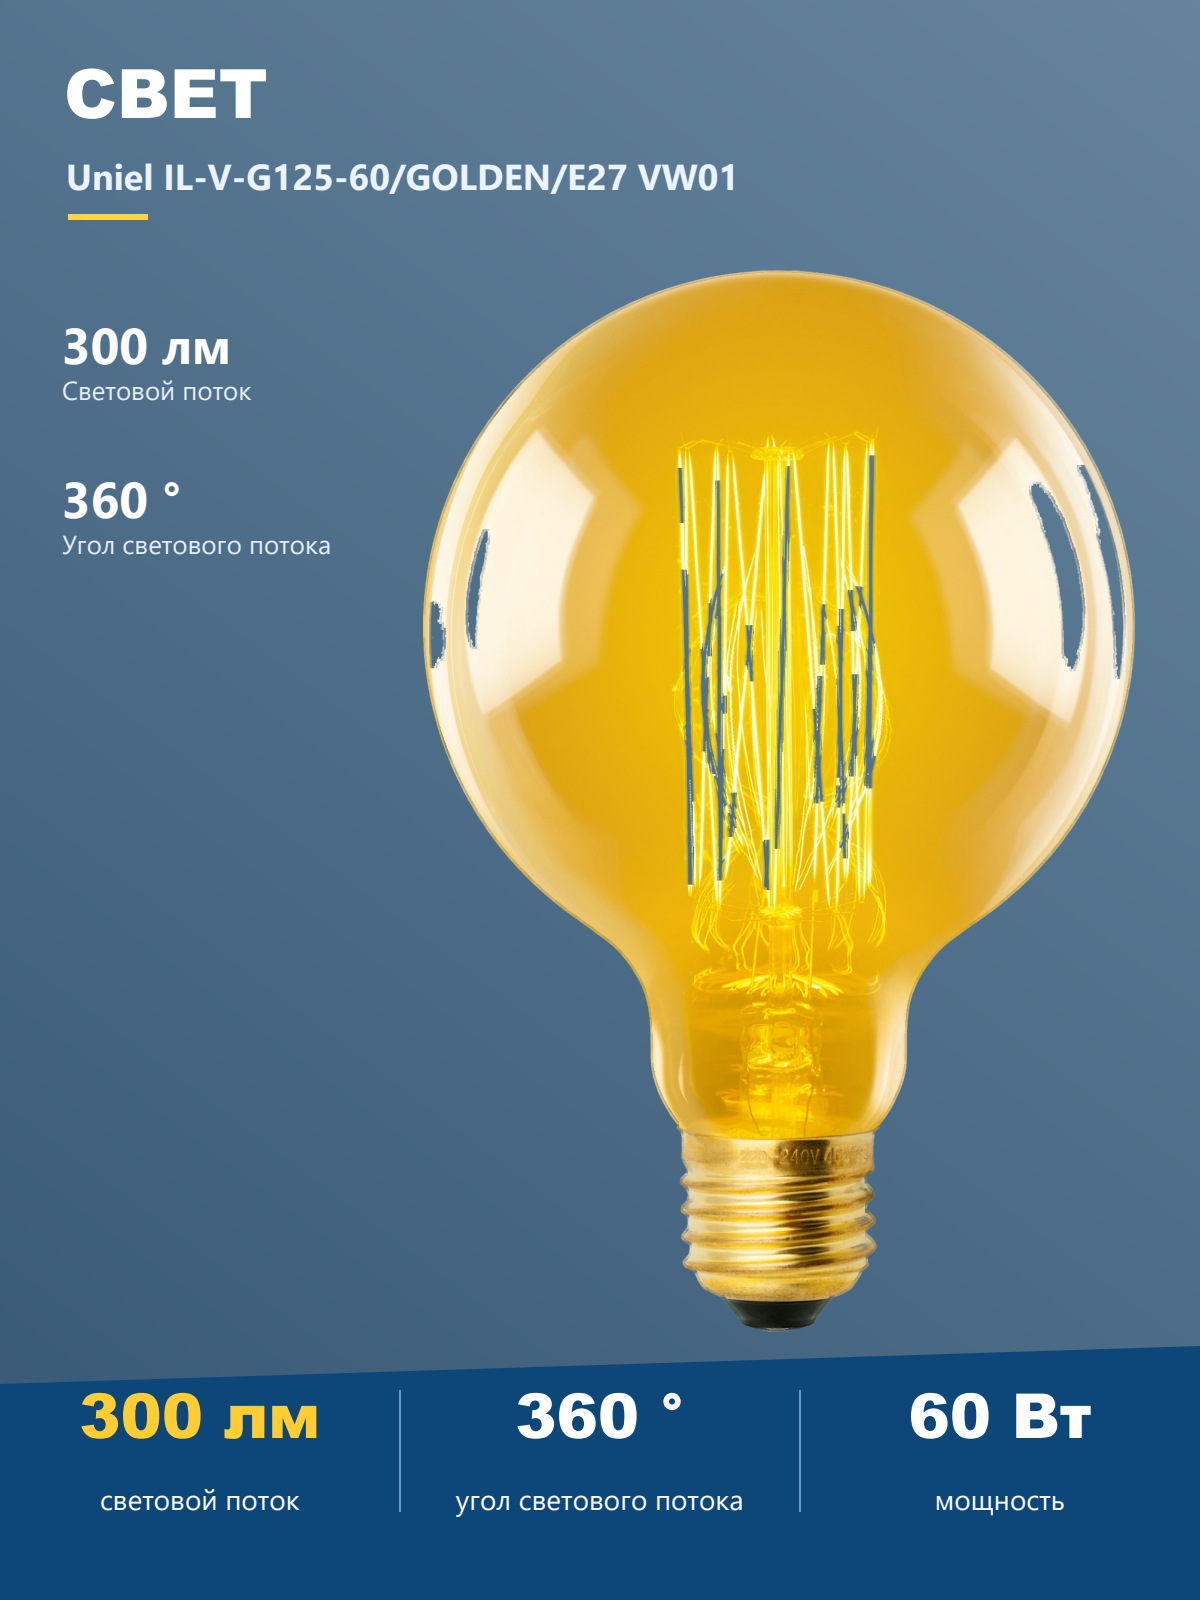 СВЕТ
Uniel IL-V-G125-60/GOLDEN/E27 VW01
300 лм
Световой поток
360 °
Угол светового потока
240V
300 лм
360 °
60 Вт
световой поток
угол светового потока
мощность